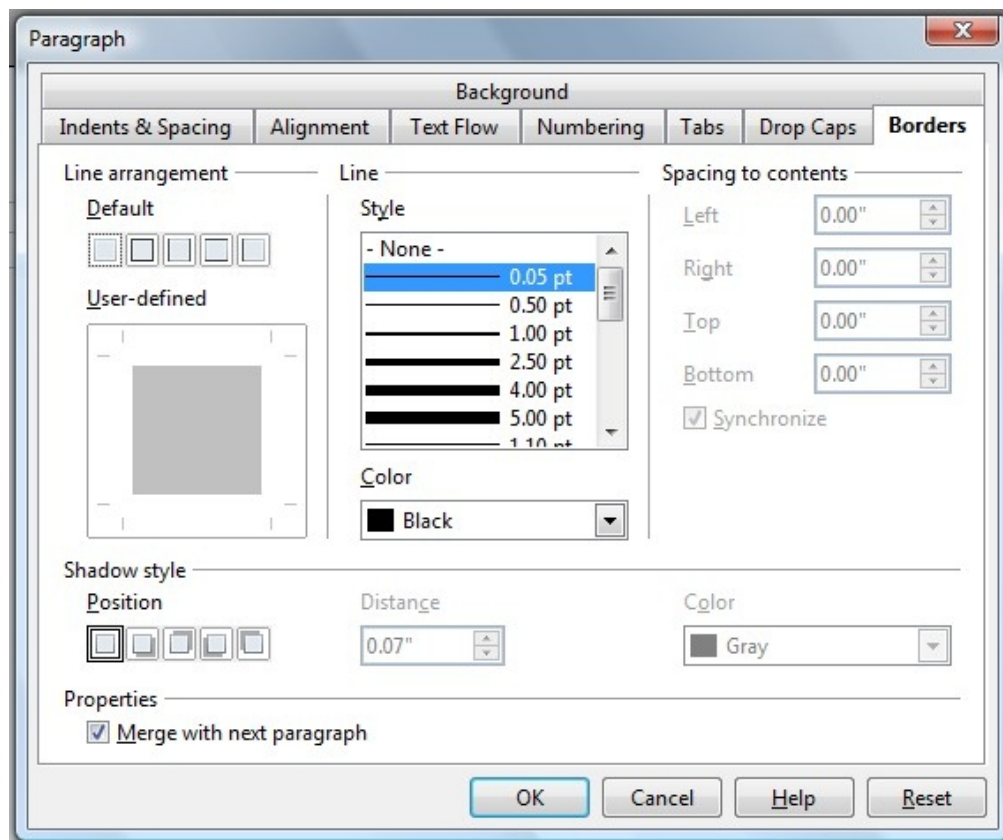 Paragraph
Background
Indents & Spacing Alignment Text Flow Numbering Tabs Drop Caps Borders
Line arrangement Line Spacing to contents
Default Style Left 0.00"
- None -
0.05 pt
Right 0.00"
User-defined 0.50 pt
1.00 pt Top 0.00"
2.50 pt
4.00 pt Bottom 0.00"
5.00 pt Synchronize
1.10 pt
Color
Black
Shadow style
Position Distance Color
0.07" Gray
Properties
Merge with next paragraph
OK Cancel Help Reset